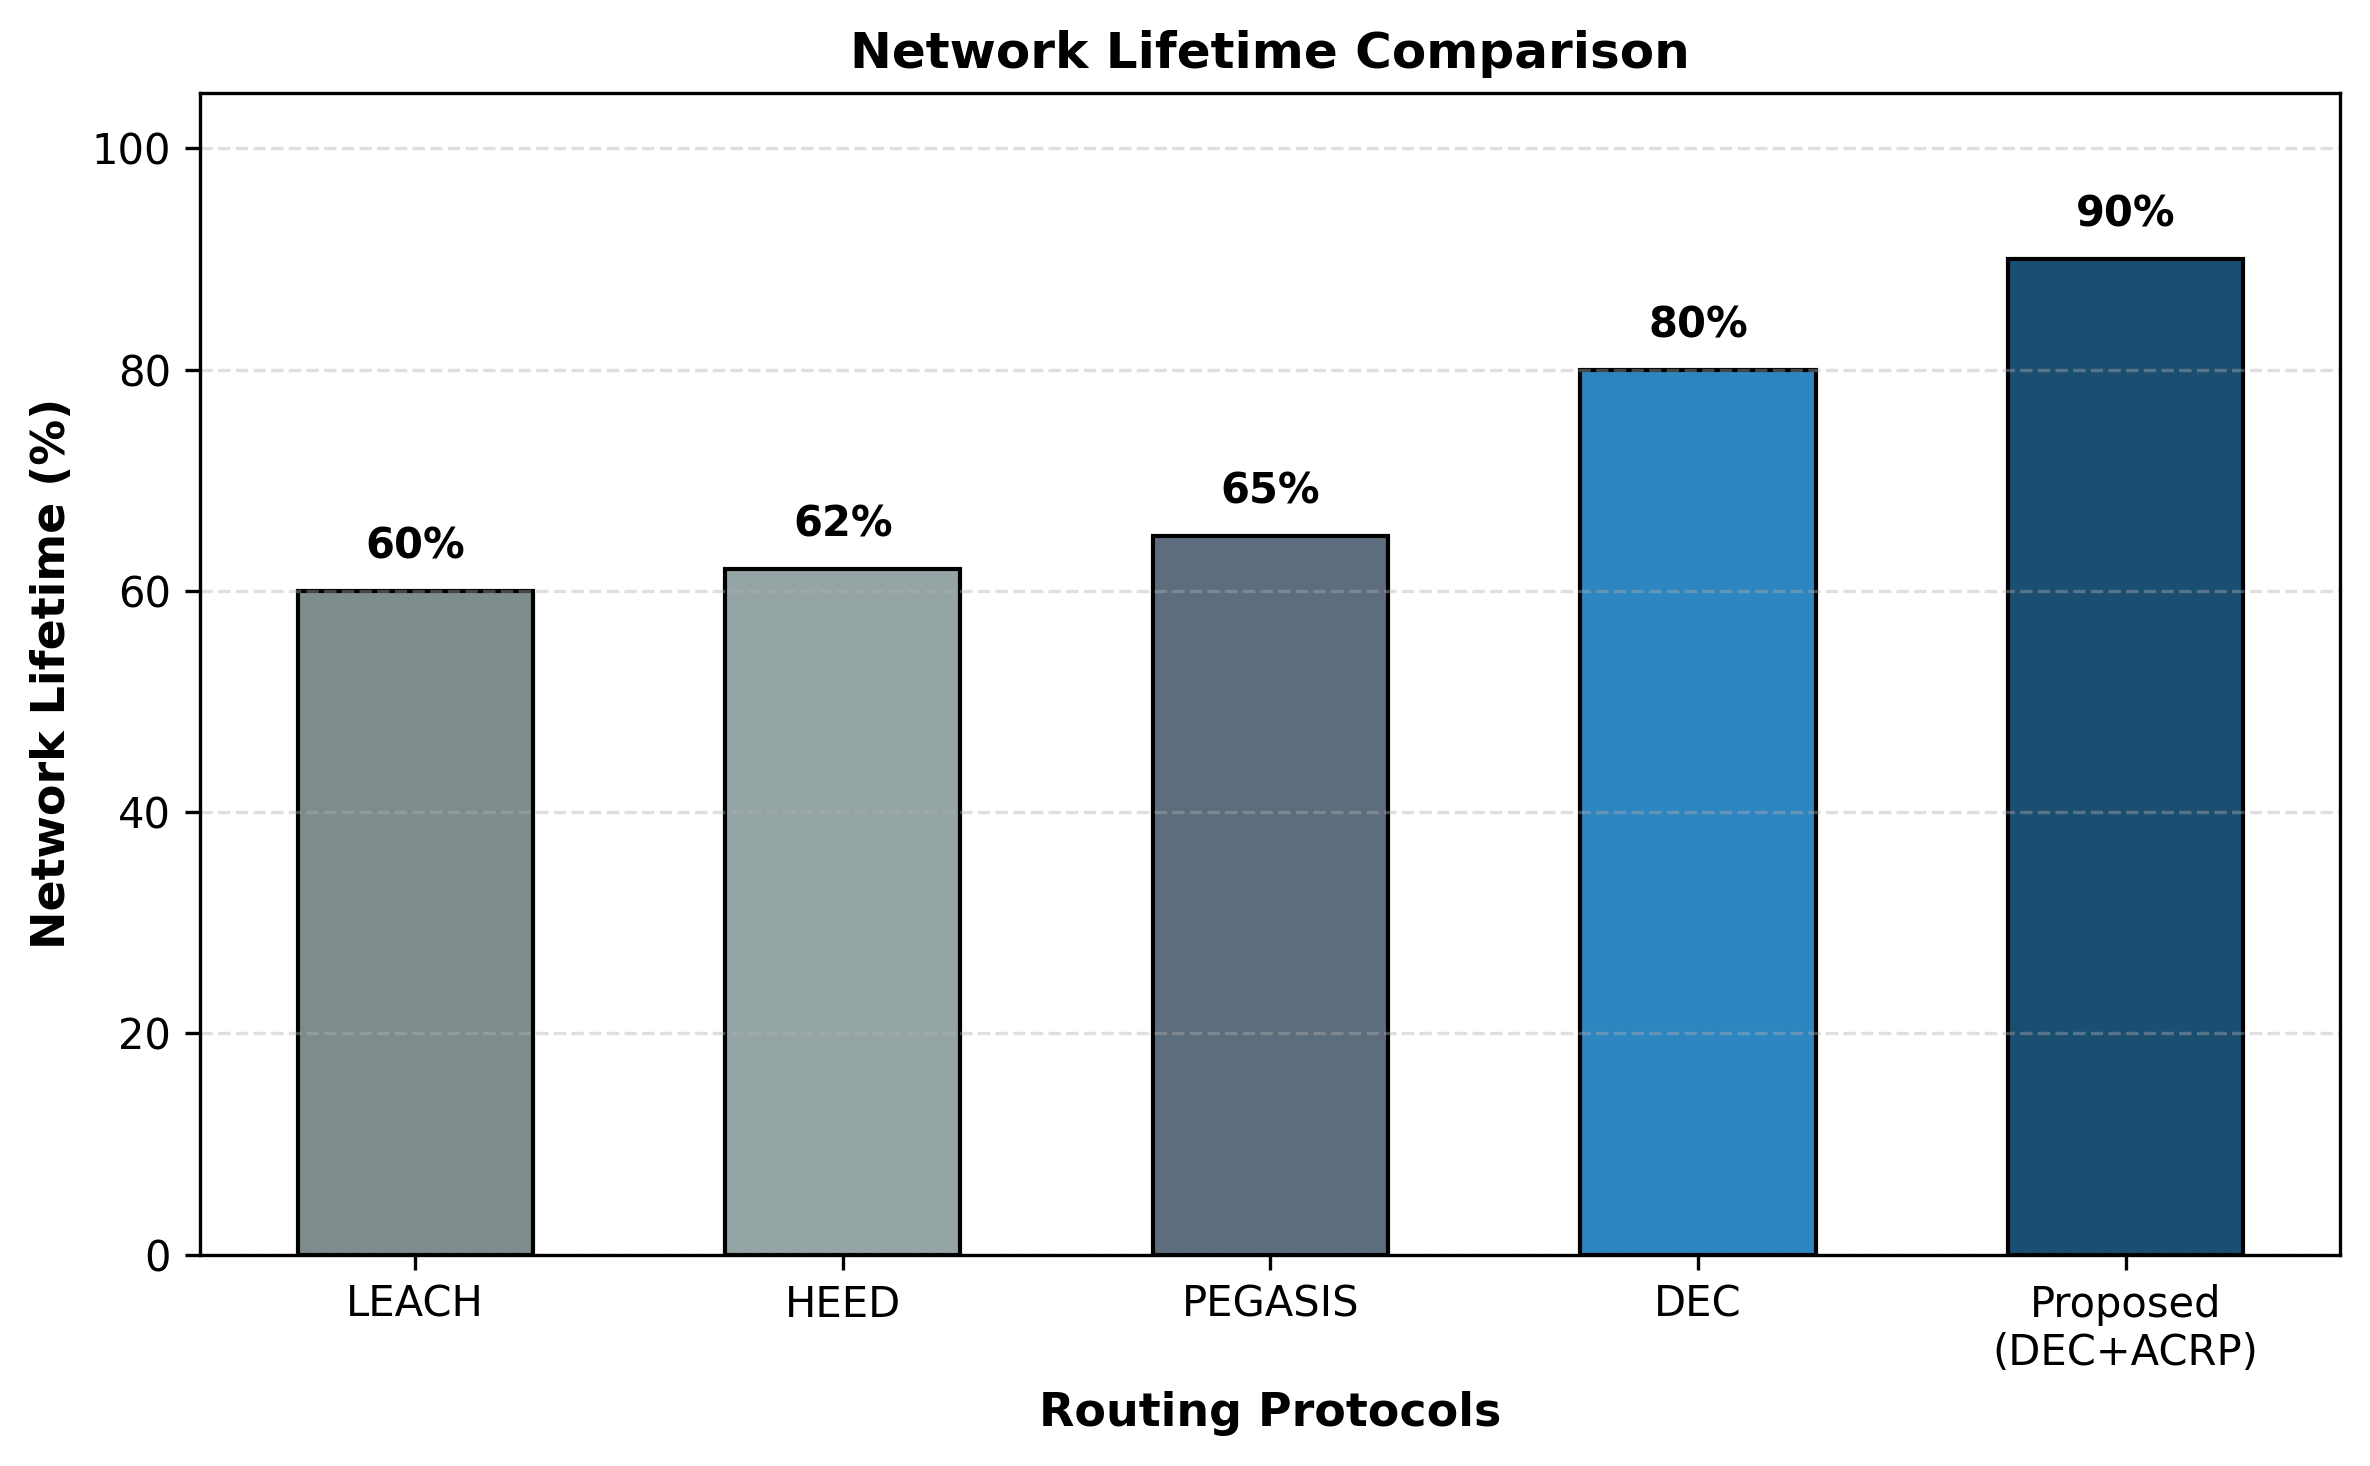 Network Lifetime Comparison
Network Lifetime (%)
100
80
60
40
20
0
60%
62%
65%
80%
90%
LEACH
HEED
PEGASIS
DEC
Proposed
(DEC+ACRP)
Routing Protocols